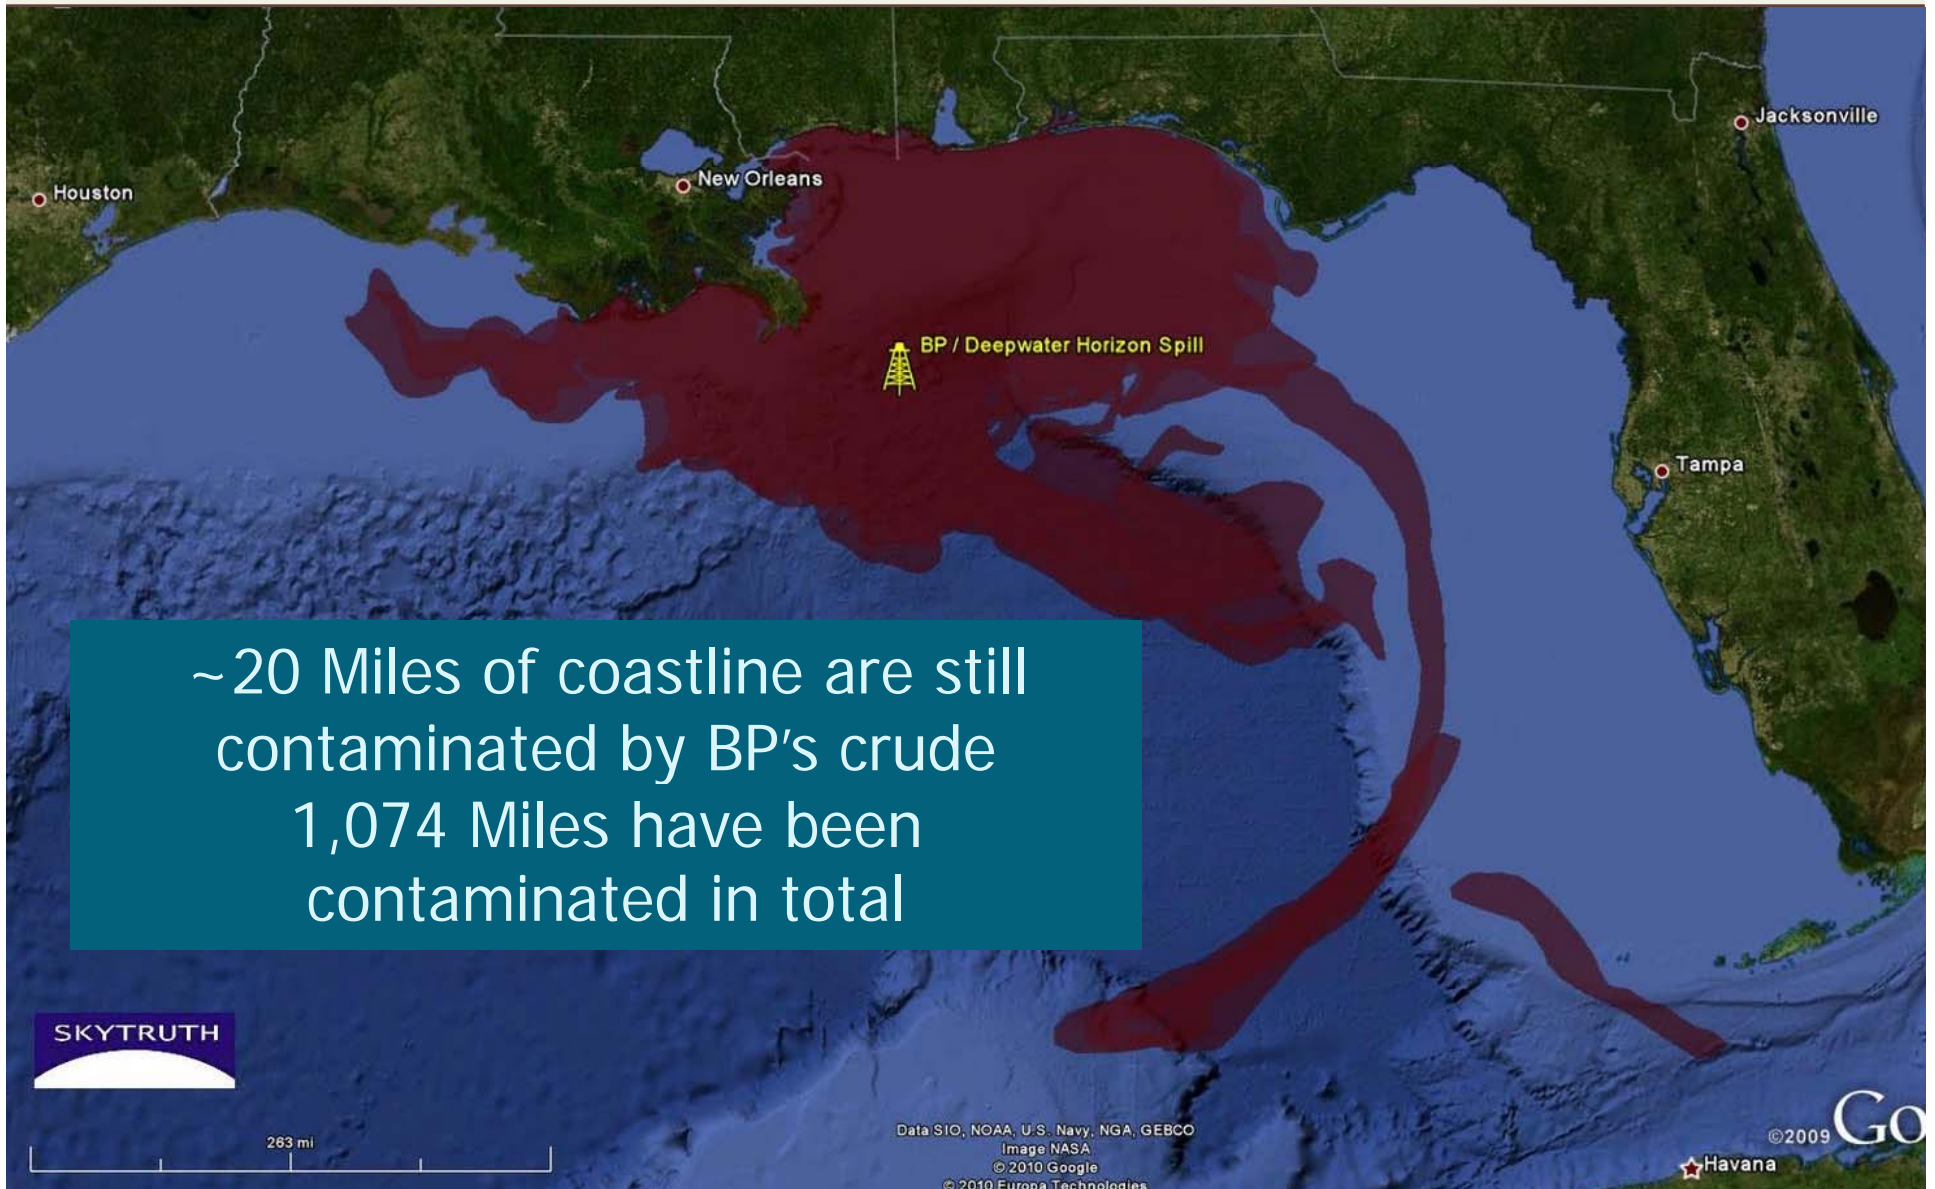 Jacksonville
Houston
New Orleans
BP / Deepwater Horizon Spill
Tampa
~20 Miles of coastline are still
contaminated by BP's crude
1,074 Miles have been
contaminated in total
SKYTRUTH
263 mi
Data SIO, NOAA, U.S. Navy, NGA, GEBCO
Image NASA
© 2010 Google
© 2010 Europa Technologies
©2009 Go
Havana